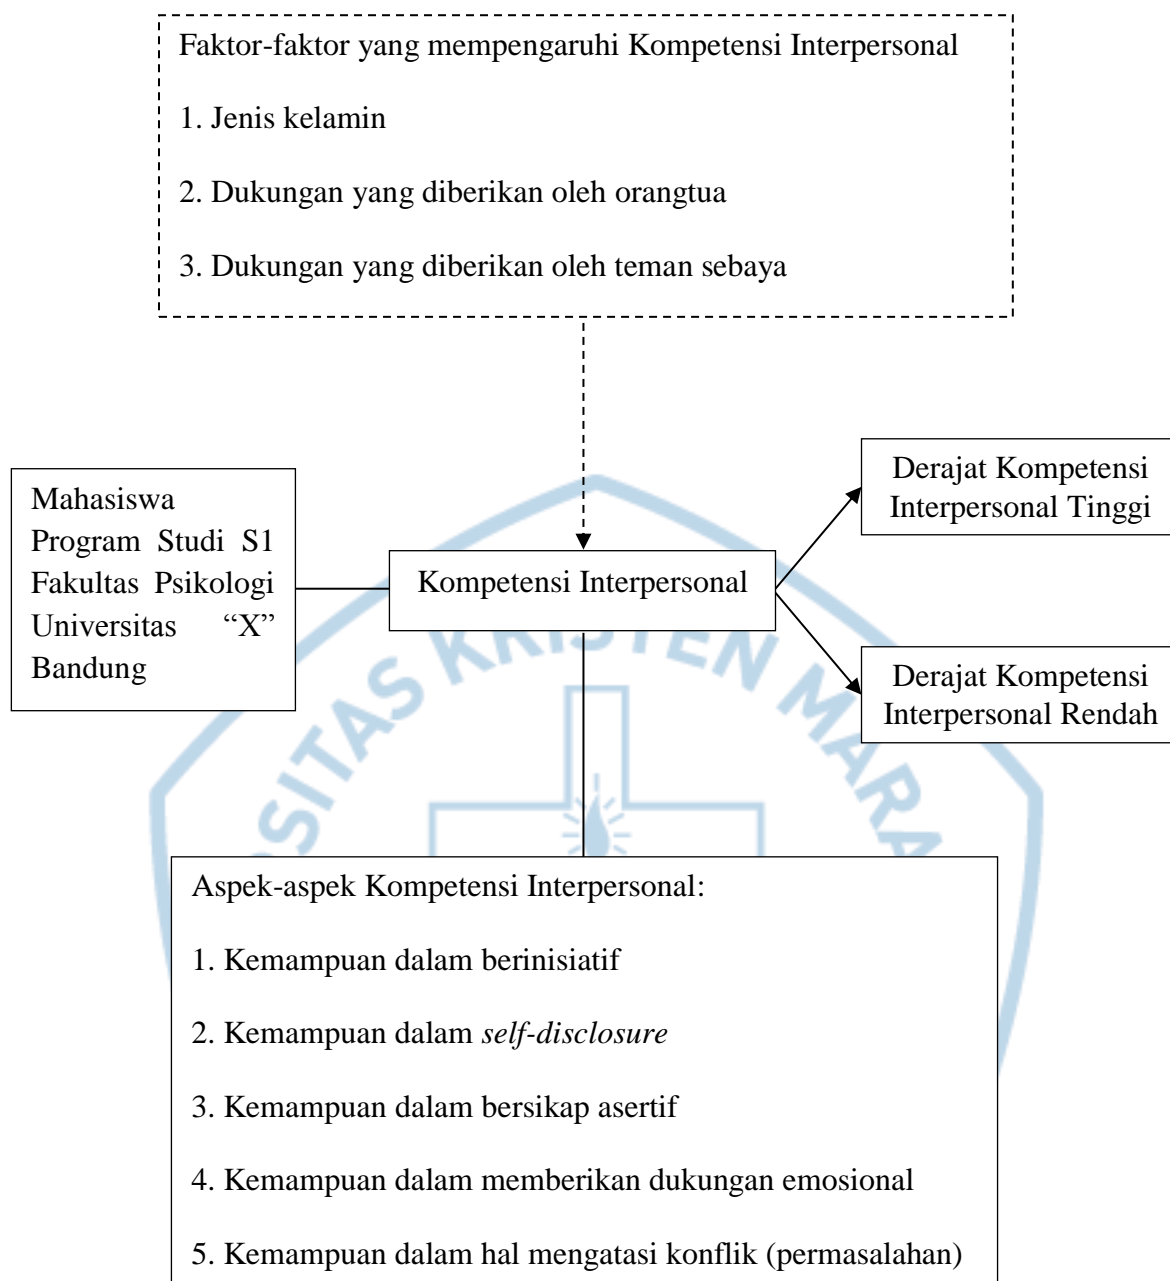 Faktor-faktor yang mempengaruhi Kompetensi Interpersonal
1. Jenis kelamin
2. Dukungan yang diberikan oleh orangtua
3. Dukungan yang diberikan oleh teman sebaya
Mahasiswa
Program Studi S1
Fakultas Psikologi
Universitas “X”
Bandung
Kompetensi Interpersonal
Derajat Kompetensi
Interpersonal Tinggi
Derajat Kompetensi
Interpersonal Rendah
SITAS KRISTEN MARA
Aspek-aspek Kompetensi Interpersonal:
1. Kemampuan dalam berinisiatif
2. Kemampuan dalam self-disclosure
3. Kemampuan dalam bersikap asertif
4. Kemampuan dalam memberikan dukungan emosional
5. Kemampuan dalam hal mengatasi konflik (permasalahan)